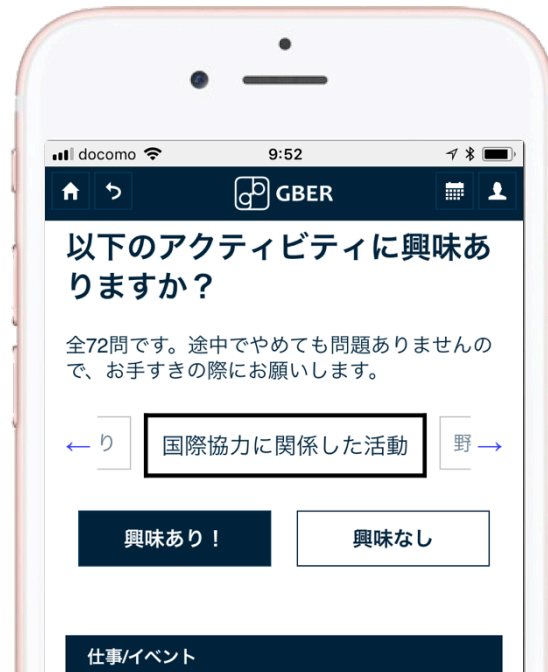 docomo 9:52
GBER
以下のアクティビティに興味あ
りますか？
全72問です。途中でやめても問題ありませんの
で、お手すきの際にお願いします。
← り 国際協力に関係した活動 野 →
興味あり！ 興味なし
仕事/イベント